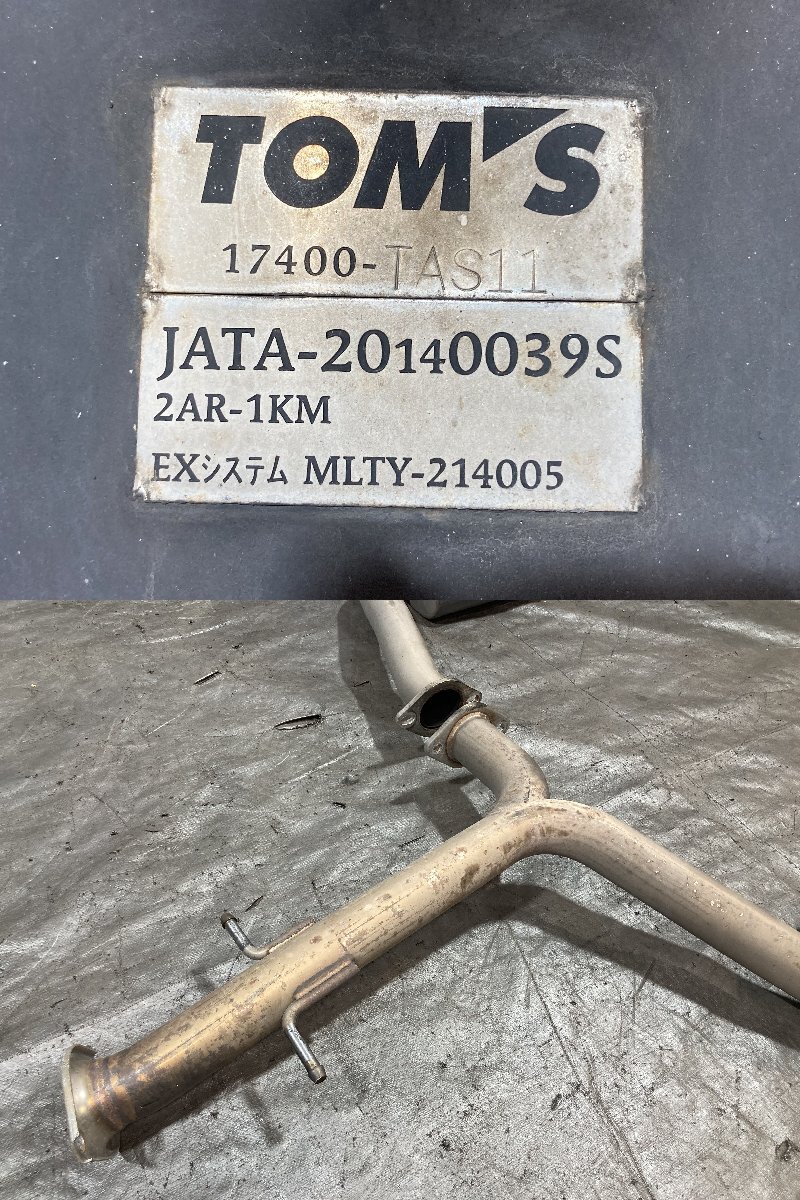 TOM'S
17400-TAS11
JATA-20140039S
2AR-1KM
EXシステム MLTY-214005